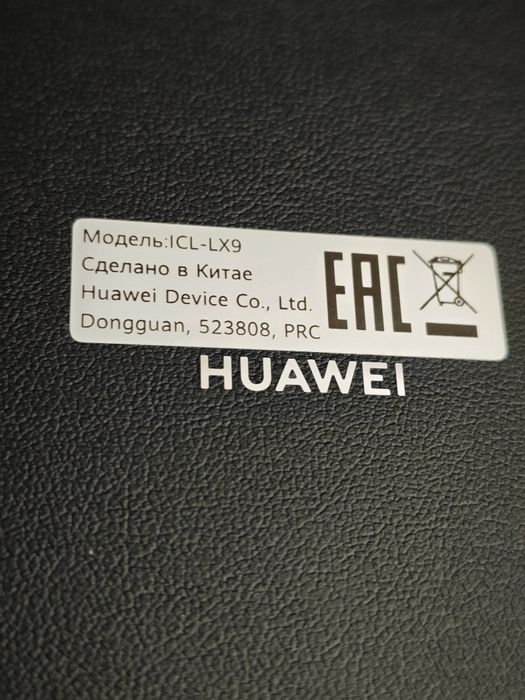 Модель:ICL-LX9
Сделано в Китае
Huawei Device Co., Ltd.
Dongguan, 523808, PRC
EAC
HUAWEI